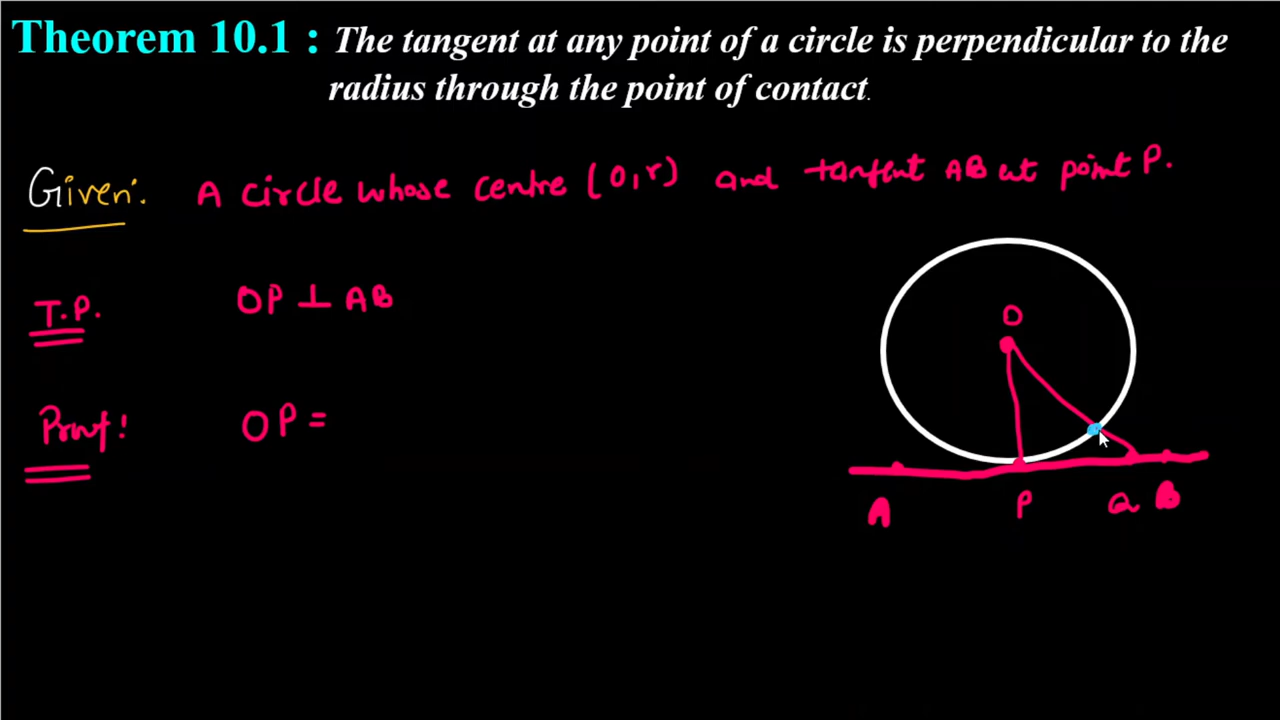 Theorem 10.1 : The tangent at any point of a circle is perpendicular to the
radius through the point of contact.
Given: A circle whose centre (O, r) and tangent AB at point P.
T.P. OP ⊥ AB
Proof! OP =
O
A P Q B